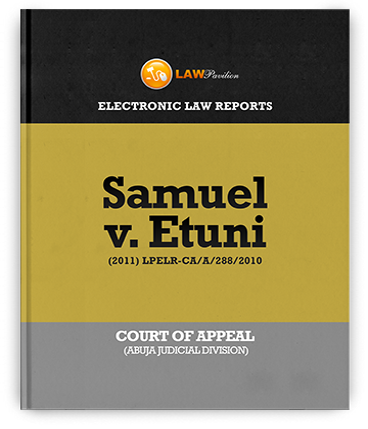 LAWPavilion
ELECTRONIC LAW REPORTS
Samuel
v. Etuni
(2011) LPELR-CA/A/288/2010
COURT OF APPEAL
(ABUJA JUDICIAL DIVISION)